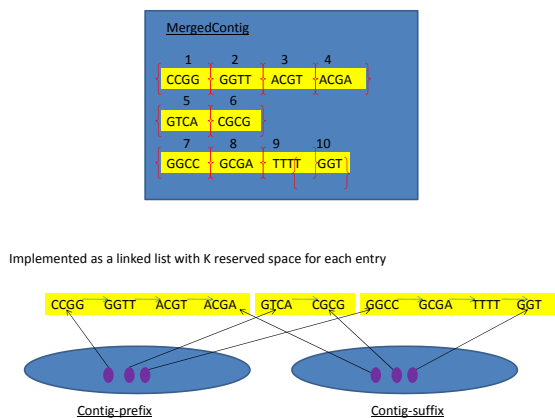 MergedContig
1 2 3 4
CCGG GGTT ACGT ACGA
5 6
GTCA CGCG
7 8 9 10
GGCC GCGA TTTT GGT
Implemented as a linked list with K reserved space for each entry
CCGG GGTT ACGT ACGA GTCA CGCG GGCC GCGA TTTT GGT
Contig-prefix Contig-suffix